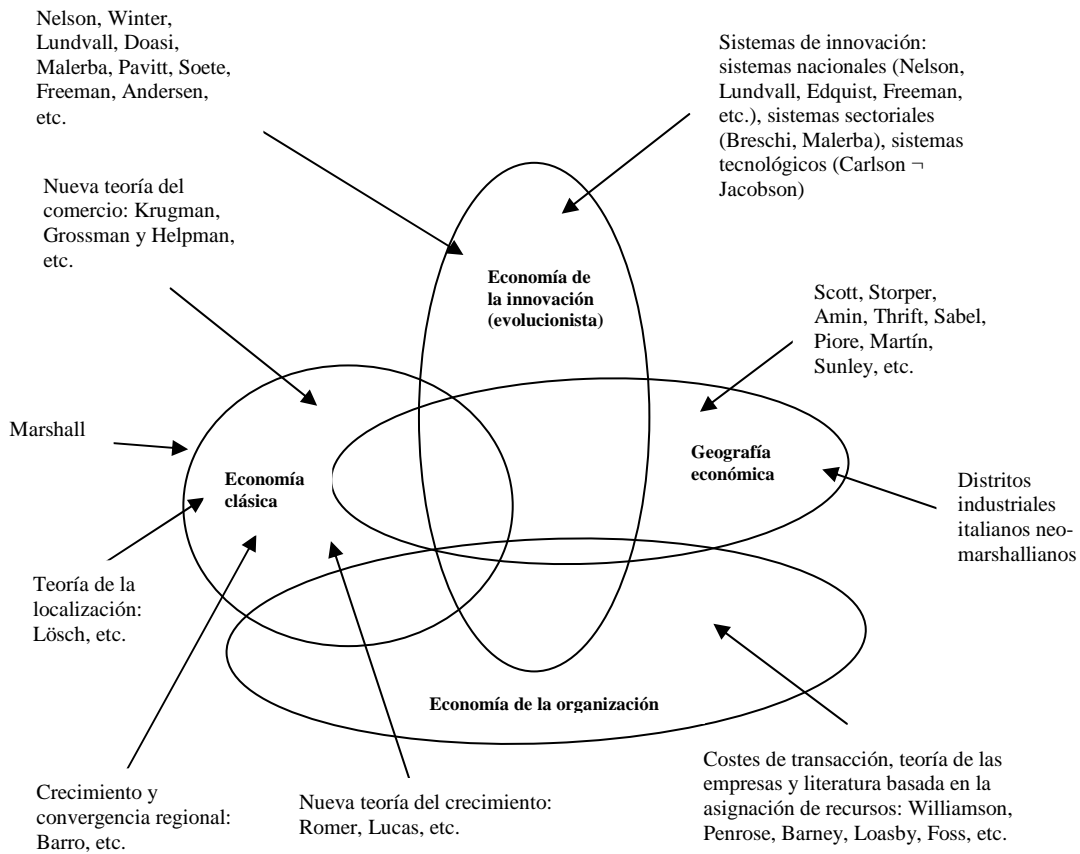 Nelson, Winter,
Lundvall, Doasi,
Malerba, Pavitt, Soete,
Freeman, Andersen,
etc.
Sistemas de innovación:
sistemas nacionales (Nelson,
Lundvall, Edquist, Freeman,
etc.), sistemas sectoriales
(Breschi, Malerba), sistemas
tecnológicos (Carlson ¬
Jacobson)
Nueva teoría del
comercio: Krugman,
Grossman y Helpman,
etc.
Economía de
la innovación
(evolucionista)
Scott, Storper,
Amin, Thrift, Sabel,
Piore, Martín,
Sunley, etc.
Marshall
Economía
clásica
Geografía
económica
Distritos
industriales
italianos neo-
marshallianos
Teoría de la
localización:
Lösch, etc.
Economía de la organización
Crecimiento y
convergencia regional:
Barro, etc.
Nueva teoría del crecimiento:
Romer, Lucas, etc.
Costes de transacción, teoría de las
empresas y literatura basada en la
asignación de recursos: Williamson,
Penrose, Barney, Loasby, Foss, etc.